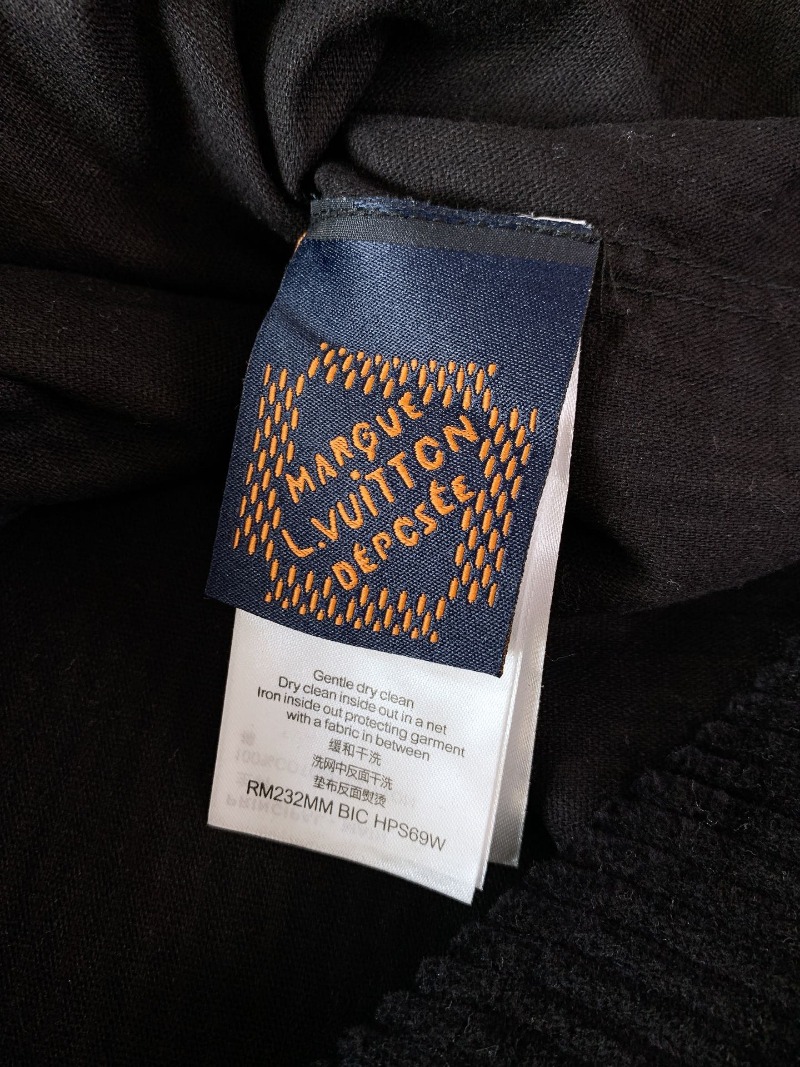 MARQUE
L.VUITTON
DÉPOSÉE
Gentle dry clean
Dry clean inside out in a net
Iron inside out protecting garment
with a fabric in between
缓和干洗
洗网中反面干洗
垫布反面熨烫
RM232MM BIC HPS69W